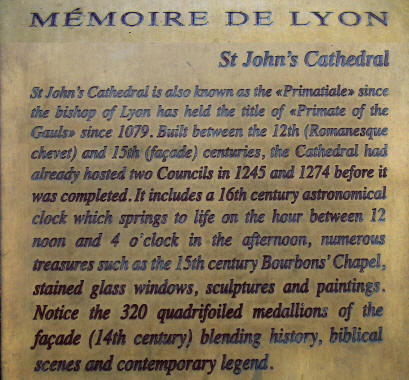 MÉMOIRE DE LYON
St John's Cathedral
St John's Cathedral is also known as the «Primatiale» since
the bishop of Lyon has held the title of «Primate of the
Gauls» since 1079. Built between the 12th (Romanesque
chevet) and 15th (façade) centuries, the Cathedral had
already hosted two Councils in 1245 and 1274 before it
was completed. It includes a 16th century astronomical
clock which springs to life on the hour between 12
noon and 4 o'clock in the afternoon, numerous
treasures such as the 15th century Bourbons' Chapel,
stained glass windows, sculptures and paintings.
Notice the 320 quadrifoiled medallions of the
façade (14th century) blending history, biblical
scenes and contemporary legend.